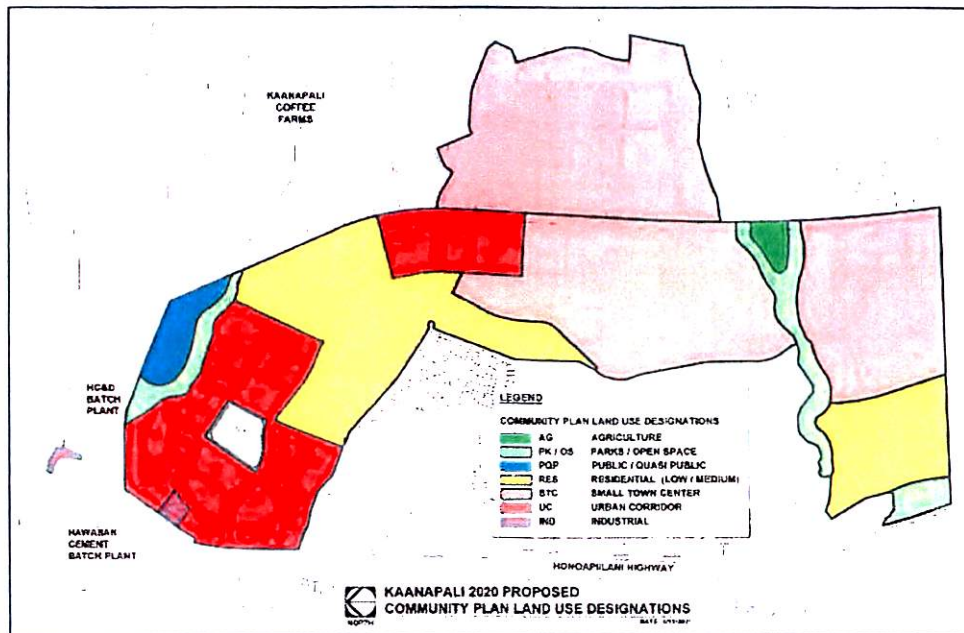 KAANAPALI
COFFEE
FARMS
HC&D
BATCH
PLANT
HAWAIIAN
CEMENT
BATCH PLANT
LEGEND
COMMUNITY PLAN LAND USE DESIGNATIONS
AG AGRICULTURE
PK / OS PARKS / OPEN SPACE
PQP PUBLIC / QUASI PUBLIC
RES RESIDENTIAL (LOW / MEDIUM)
STC SMALL TOWN CENTER
UC URBAN CORRIDOR
IND INDUSTRIAL
HONOAPIILANI HIGHWAY
NORTH
KAANAPALI 2020 PROPOSED
COMMUNITY PLAN LAND USE DESIGNATIONS
DATE